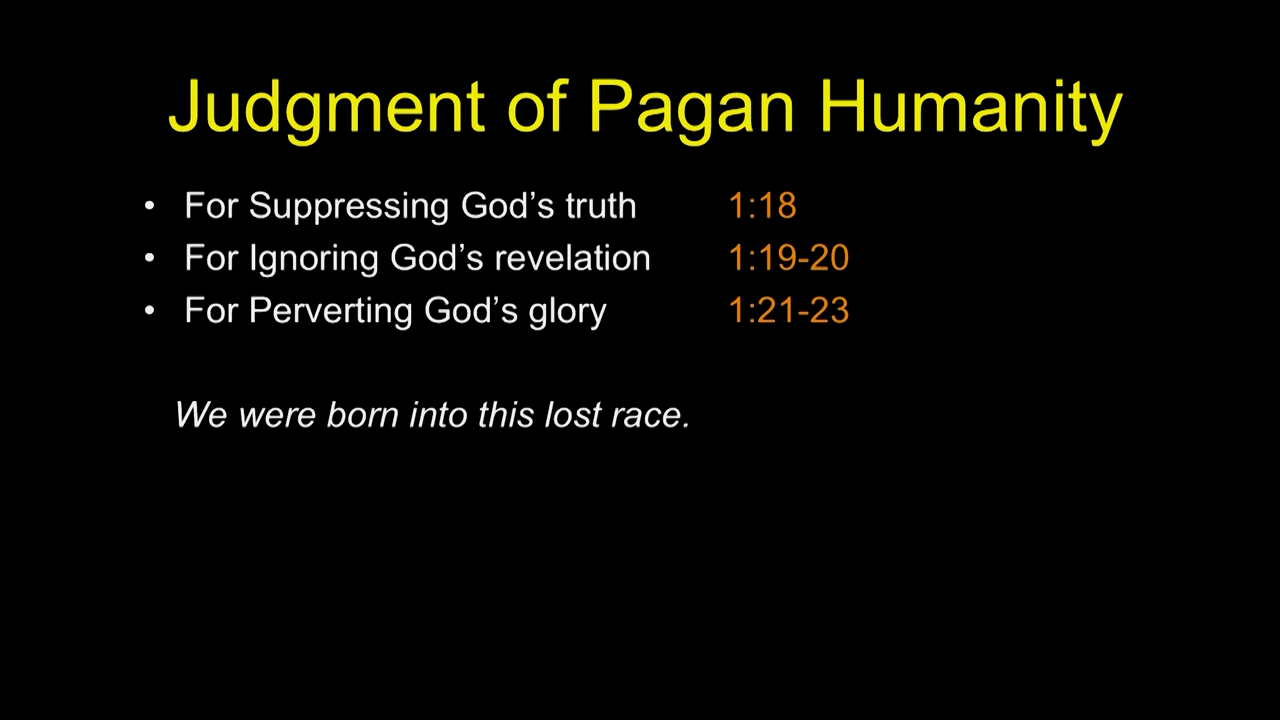 Judgment of Pagan Humanity
• For Suppressing God’s truth 1:18
• For Ignoring God’s revelation 1:19-20
• For Perverting God’s glory 1:21-23
We were born into this lost race.